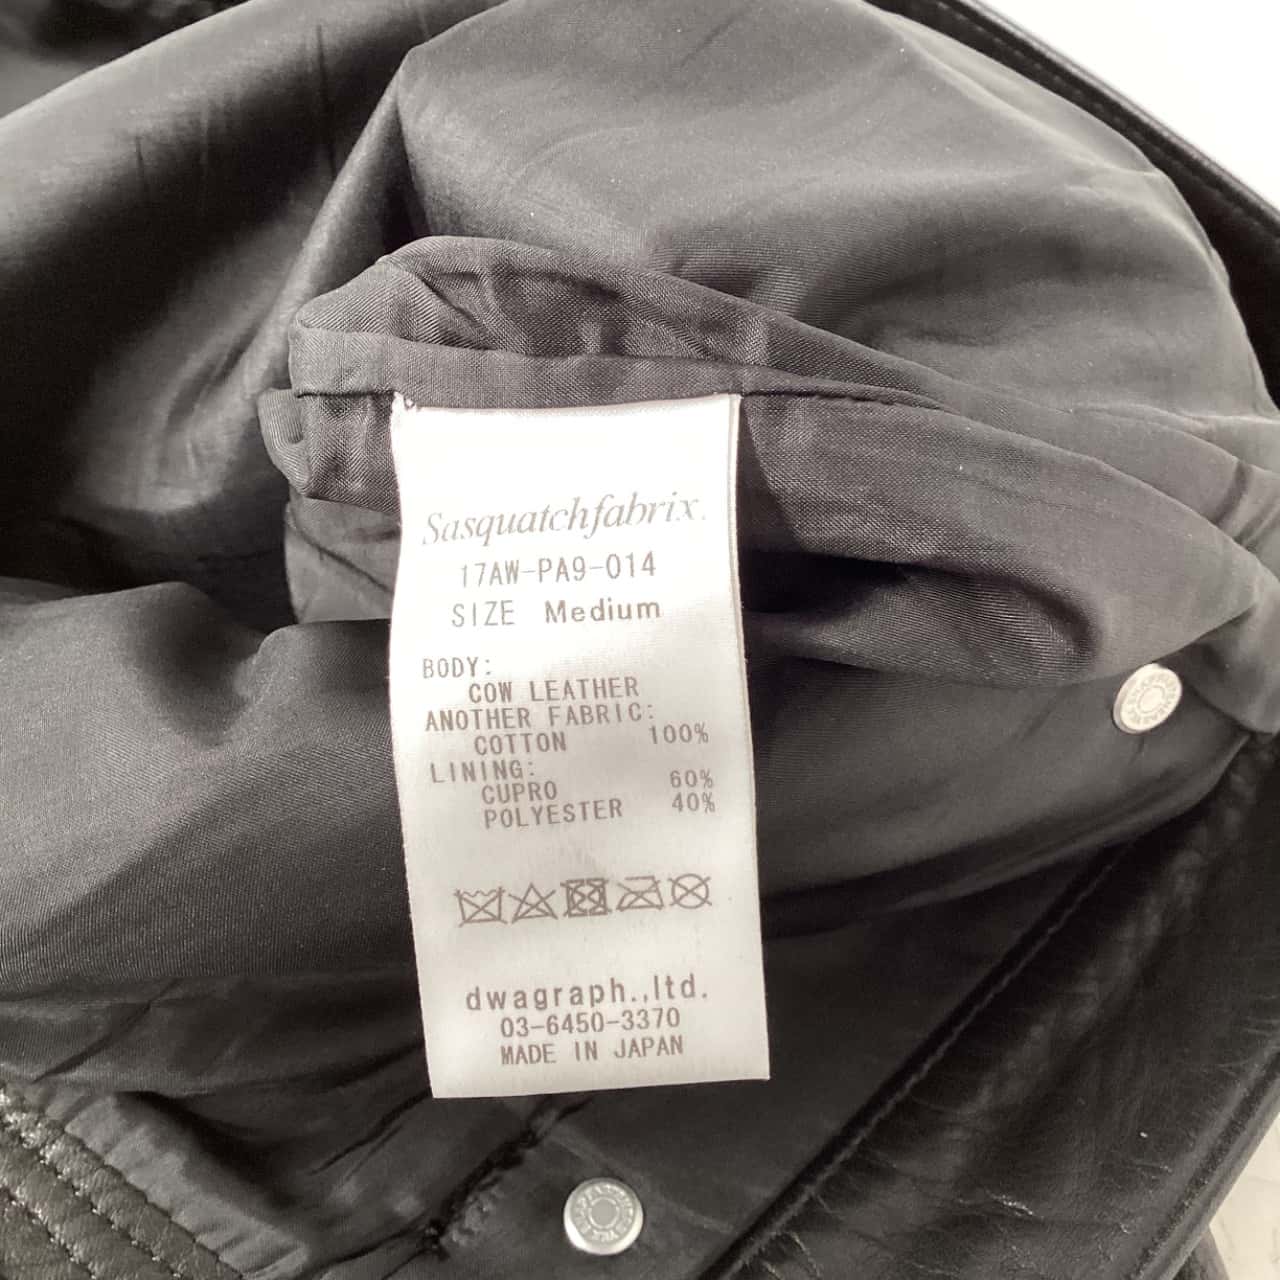 Sasquatchfabrix.
17AW-PA9-014
SIZE Medium
BODY:
COW LEATHER
ANOTHER FABRIC:
COTTON 100%
LINING:
CUPRO 60%
POLYESTER 40%
dwagraph.,ltd.
03-6450-3370
MADE IN JAPAN